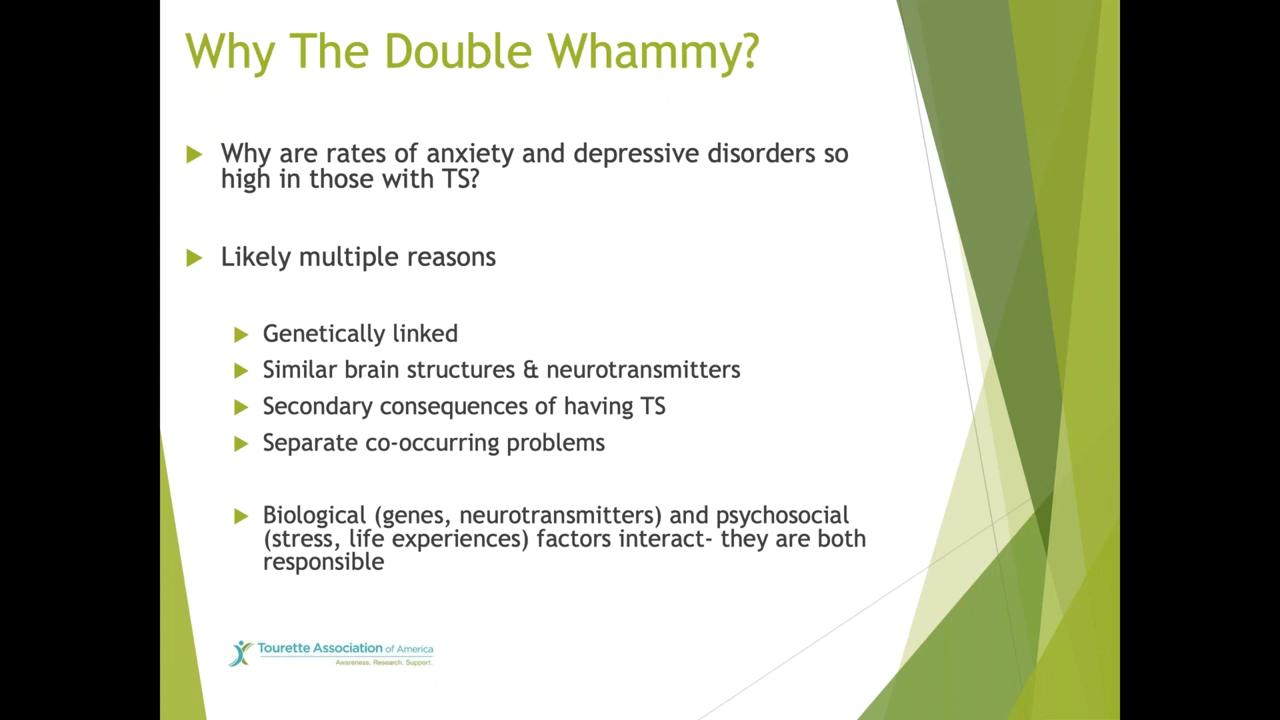 Why The Double Whammy?
Why are rates of anxiety and depressive disorders so
high in those with TS?
Likely multiple reasons
Genetically linked
Similar brain structures & neurotransmitters
Secondary consequences of having TS
Separate co-occurring problems
Biological (genes, neurotransmitters) and psychosocial
(stress, life experiences) factors interact- they are both
responsible
Tourette Association of America
Awareness. Research. Support.